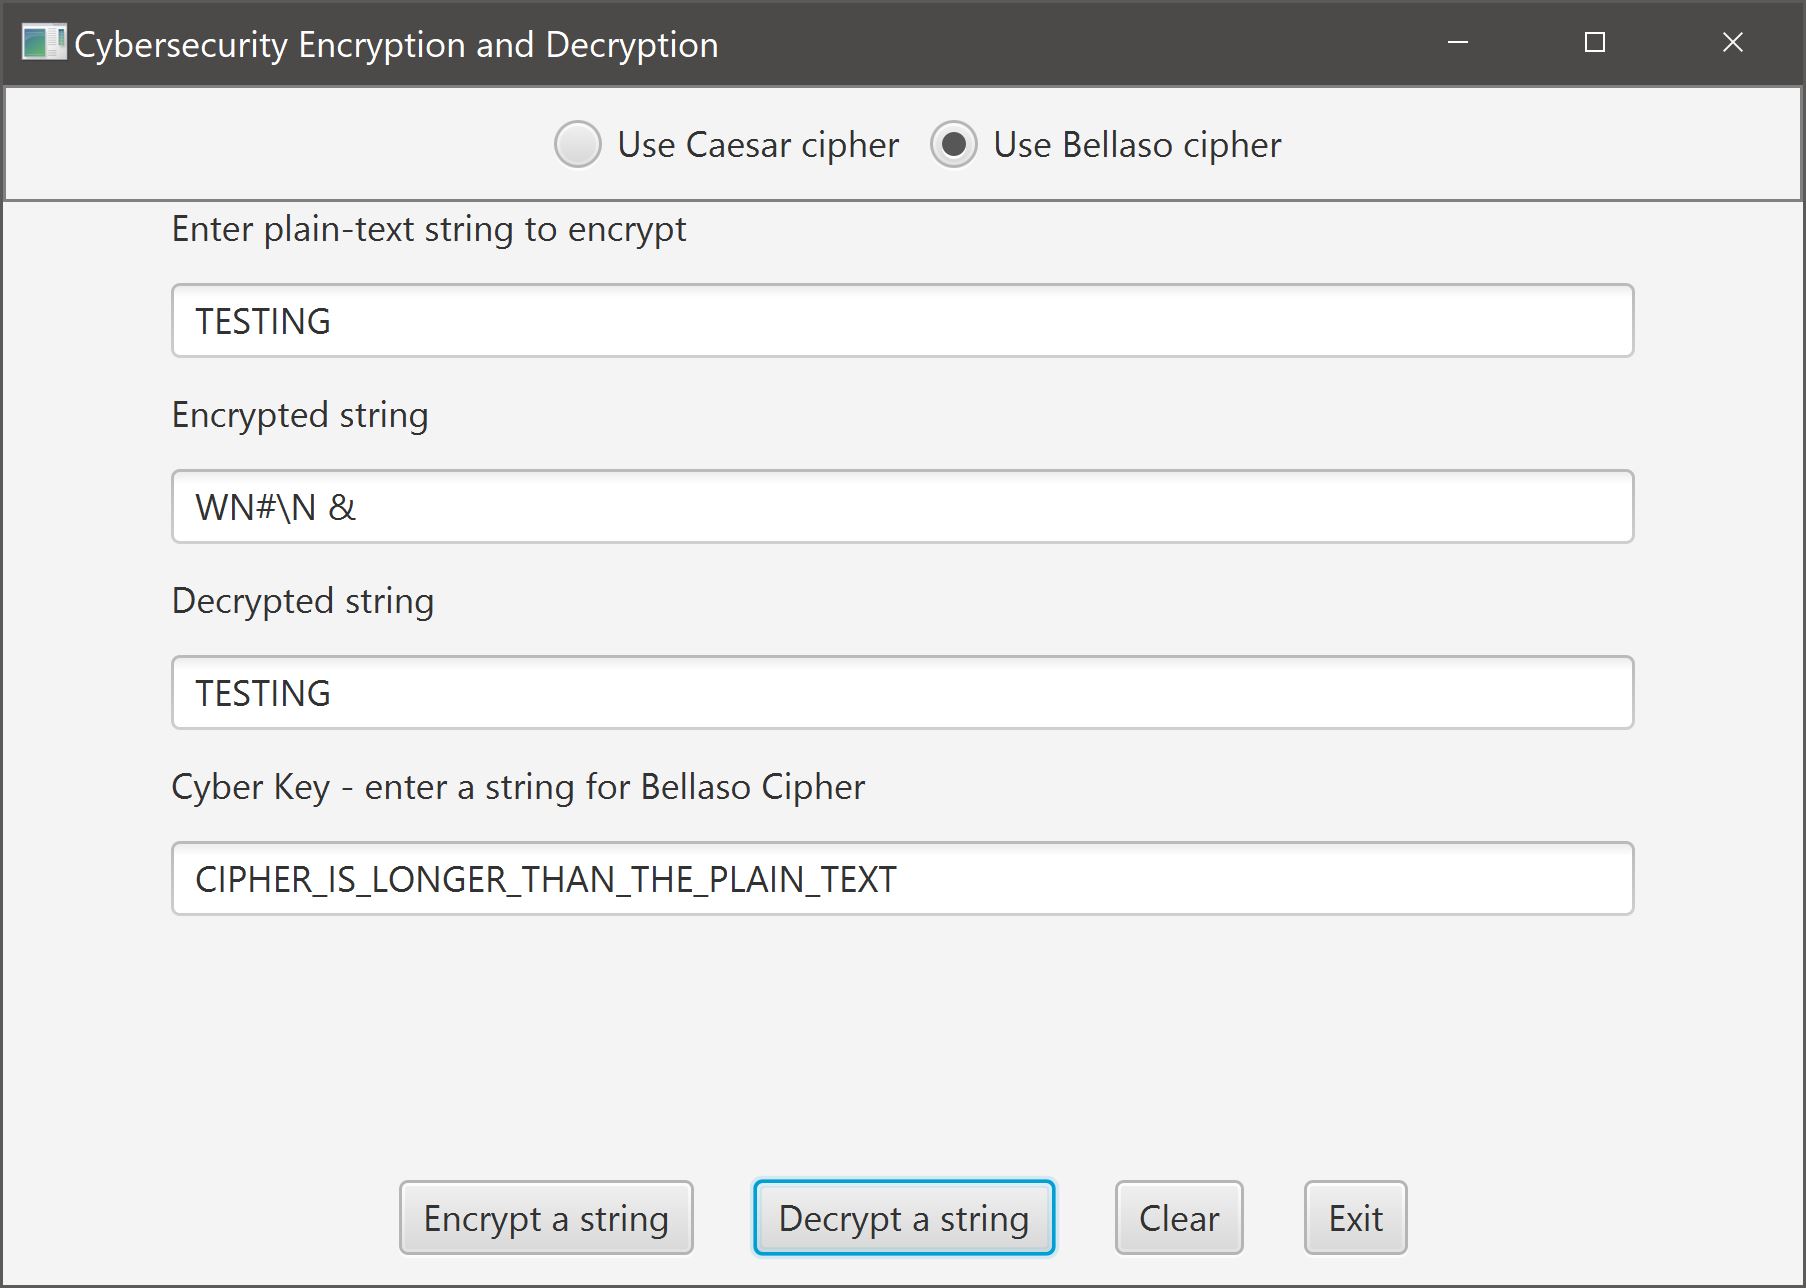 Cybersecurity Encryption and Decryption
Use Caesar cipher Use Bellaso cipher
Enter plain-text string to encrypt
TESTING
Encrypted string
WN#\N &
Decrypted string
TESTING
Cyber Key - enter a string for Bellaso Cipher
CIPHER_IS_LONGER_THAN_THE_PLAIN_TEXT
Encrypt a string Decrypt a string Clear Exit